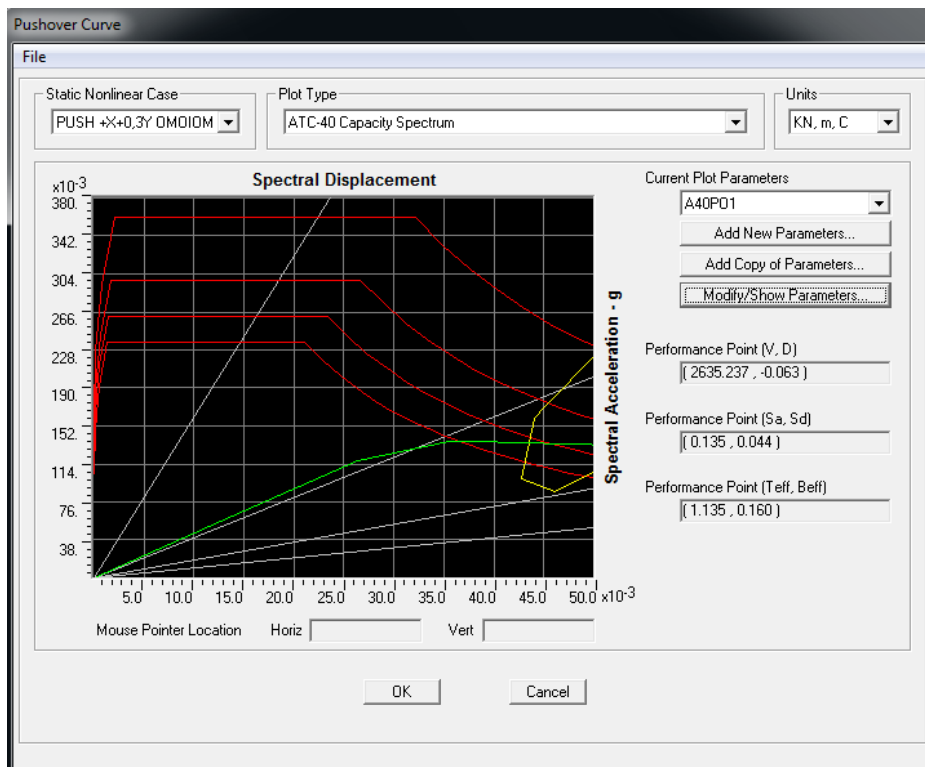 Pushover Curve
File
Static Nonlinear Case
PUSH +X+0,3Y OMOIOM
Plot Type
ATC-40 Capacity Spectrum
Units
KN, m, C
Spectral Displacement
x10⁻³
380.
342.
304.
266.
228.
190.
152.
114.
76.
38.
5.0 10.0 15.0 20.0 25.0 30.0 35.0 40.0 45.0 50.0 x10⁻³
Spectral Acceleration - g
Mouse Pointer Location Horiz Vert
Current Plot Parameters
A40PO1
Add New Parameters...
Add Copy of Parameters...
Modify/Show Parameters...
Performance Point (V, D)
( 2635.237 , -0.063 )
Performance Point (Sa, Sd)
( 0.135 , 0.044 )
Performance Point (Teff, Beff)
( 1.135 , 0.160 )
OK
Cancel